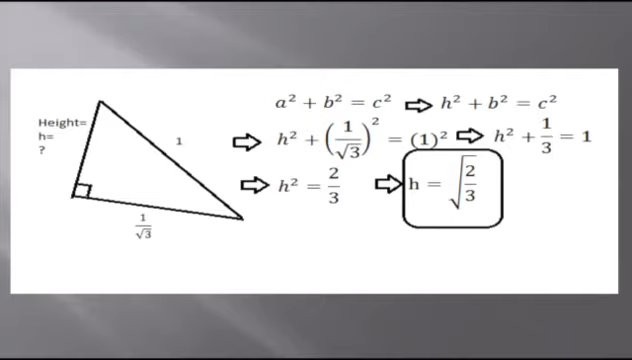 a² + b² = c² ⇨ h² + b² = c²
Height=
h=
?
1
⇨ h² + (1/√3)² = (1)² ⇨ h² + 1/3 = 1
⇨ h² = 2/3 ⇨ h = √(2/3)
1/√3